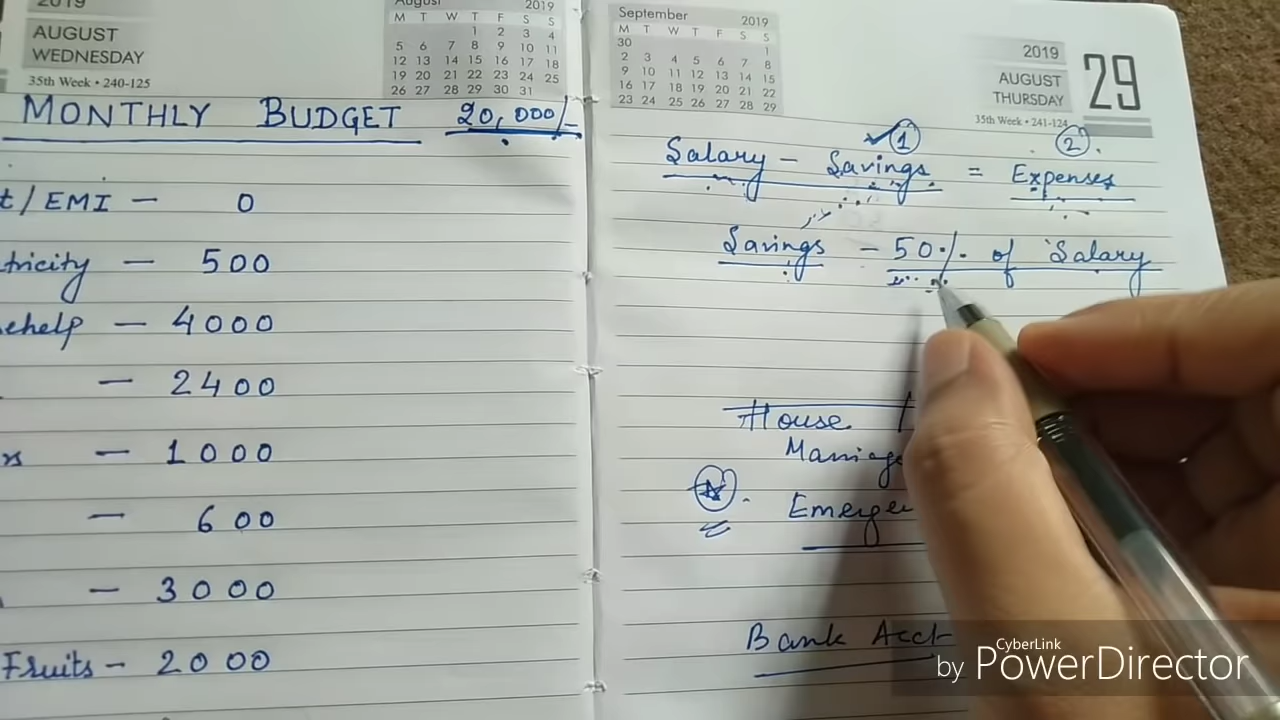 2019
AUGUST
WEDNESDAY
35th Week • 240-125
August 2019
M T W T F S S
1 2 3 4
5 6 7 8 9 10 11
12 13 14 15 16 17 18
19 20 21 22 23 24 25
26 27 28 29 30 31
MONTHLY BUDGET 20,000/-
t/EMI - 0
tricity - 500
ehelp - 4000
- 2400
rs - 1000
- 600
- 3000
Fruits - 2000
September 2019
M T W T F S S
30 1
2 3 4 5 6 7 8
9 10 11 12 13 14 15
16 17 18 19 20 21 22
23 24 25 26 27 28 29
2019
AUGUST
THURSDAY
29
35th Week • 241-124
1 2
Salary - Savings = Expenses
Savings - 50% of Salary
House
Marriage
Emerge
Bank Acct
CyberLink
by PowerDirector